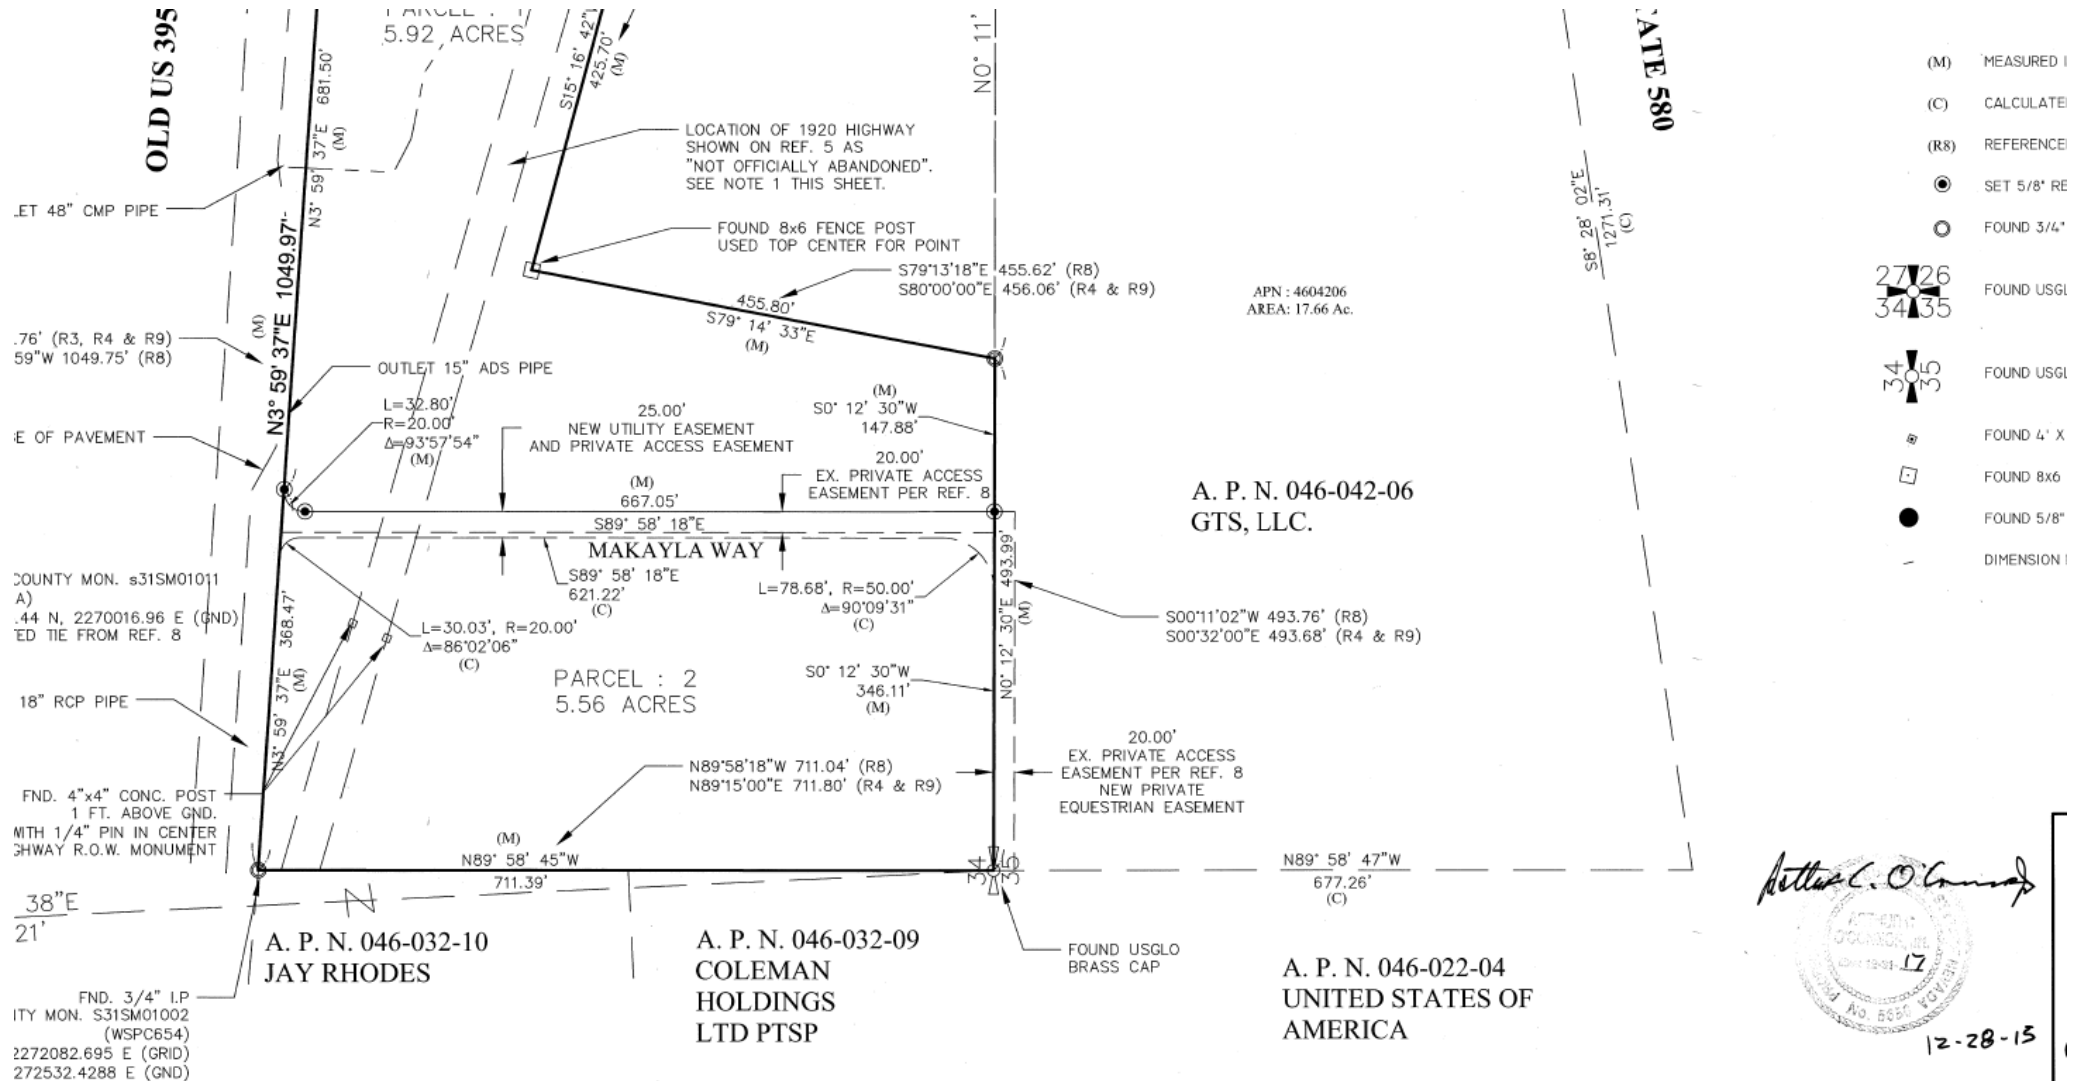 OLD US 395
PARCEL : 1
5.92 ACRES
N3° 59' 37"E 681.50'
(M)
S15° 16' 42"
425.70'
(M)
N0° 11'
TATE 580
S8° 28' 02"E
1271.31'
(C)
LOCATION OF 1920 HIGHWAY
SHOWN ON REF. 5 AS
"NOT OFFICIALLY ABANDONED".
SEE NOTE 1 THIS SHEET.
LET 48" CMP PIPE
FOUND 8x6 FENCE POST
USED TOP CENTER FOR POINT
S79°13'18"E 455.62' (R8)
S80°00'00"E 456.06' (R4 & R9)
455.80'
S79° 14' 33"E
(M)
APN : 4604206
AREA: 17.66 Ac.
N3° 59' 37"E 1049.97'
(M)
.76' (R3, R4 & R9)
59"W 1049.75' (R8)
OUTLET 15" ADS PIPE
L=32.80'
R=20.00'
Δ=93°57'54"
(M)
25.00'
NEW UTILITY EASEMENT
AND PRIVATE ACCESS EASEMENT
(M)
S0° 12' 30"W
147.88'
20.00'
EX. PRIVATE ACCESS
EASEMENT PER REF. 8
E OF PAVEMENT
(M)
667.05'
S89° 58' 18"E
MAKAYLA WAY
S89° 58' 18"E
621.22'
(C)
L=78.68', R=50.00'
Δ=90°09'31"
(C)
A. P. N. 046-042-06
GTS, LLC.
COUNTY MON. s31SM01011
A)
.44 N, 2270016.96 E (GND)
TED TIE FROM REF. 8
N3° 59' 37"E 368.47'
(M)
L=30.03', R=20.00'
Δ=86°02'06"
(C)
N0° 12' 30"E 493.99'
(M)
S00°11'02"W 493.76' (R8)
S00°32'00"E 493.68' (R4 & R9)
PARCEL : 2
5.56 ACRES
S0° 12' 30"W
346.11'
(M)
18" RCP PIPE
N89°58'18"W 711.04' (R8)
N89°15'00"E 711.80' (R4 & R9)
20.00'
EX. PRIVATE ACCESS
EASEMENT PER REF. 8
NEW PRIVATE
EQUESTRIAN EASEMENT
FND. 4"x4" CONC. POST
1 FT. ABOVE GND.
WITH 1/4" PIN IN CENTER
GHWAY R.O.W. MONUMENT
(M)
N89° 58' 45"W
711.39'
34
35
N89° 58' 47"W
677.26'
(C)
38"E
21'
A. P. N. 046-032-10
JAY RHODES
A. P. N. 046-032-09
COLEMAN
HOLDINGS
LTD PTSP
FOUND USGLO
BRASS CAP
A. P. N. 046-022-04
UNITED STATES OF
AMERICA
FND. 3/4" I.P
ITY MON. S31SM01002
(WSPC654)
2272082.695 E (GRID)
272532.4288 E (GND)
(M) MEASURED
(C) CALCULATE
(R8) REFERENCE
SET 5/8" RE
FOUND 3/4"
27 26
34 35
FOUND USGL
34
35
FOUND USGL
FOUND 4' X
FOUND 8x6
FOUND 5/8"
DIMENSION
17
NEVADA
12-28-15